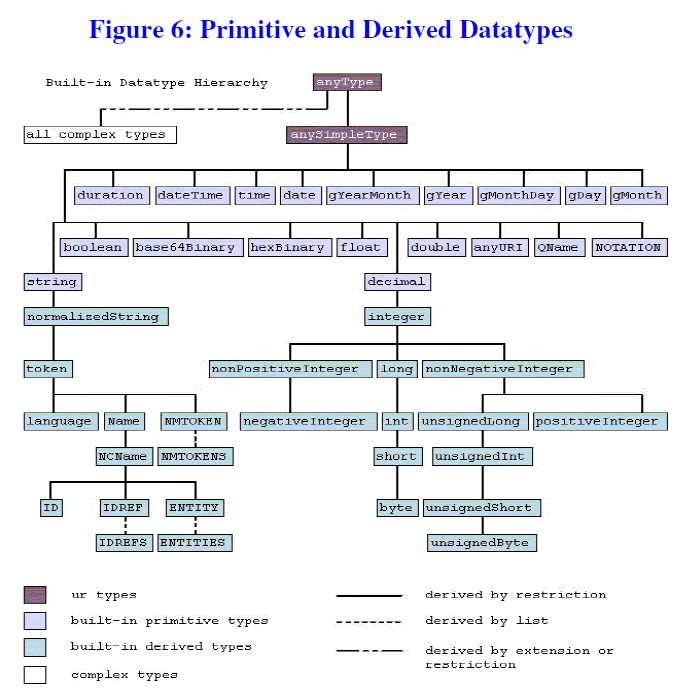 Figure 6: Primitive and Derived Datatypes
Built-in Datatype Hierarchy
anyType
all complex types
anySimpleType
duration
dateTime
time
date
gYearMonth
gYear
gMonthDay
gDay
gMonth
boolean
base64Binary
hexBinary
float
double
anyURI
QName
NOTATION
string
decimal
normalizedString
integer
token
nonPositiveInteger
long
nonNegativeInteger
language
Name
NMTOKEN
negativeInteger
int
unsignedLong
positiveInteger
NCName
NMTOKENS
short
unsignedInt
ID
IDREF
ENTITY
byte
unsignedShort
IDREFS
ENTITIES
unsignedByte
ur types
derived by restriction
built-in primitive types
derived by list
built-in derived types
derived by extension or
restriction
complex types